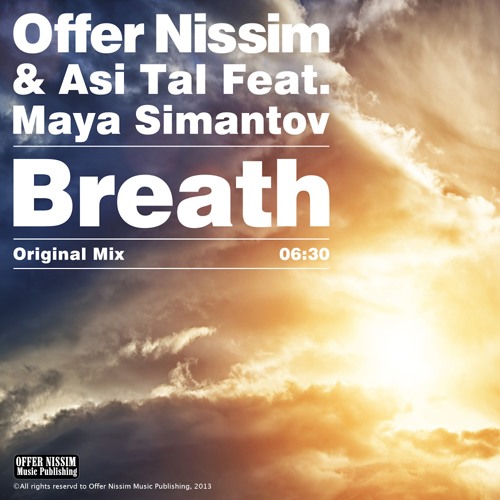 Offer Nissim
& Asi Tal Feat.
Maya Simantov
Breath
Original Mix 06:30
OFFER NISSIM
Music Publishing
©All rights reservd to Offer Nissim Music Publishing, 2013